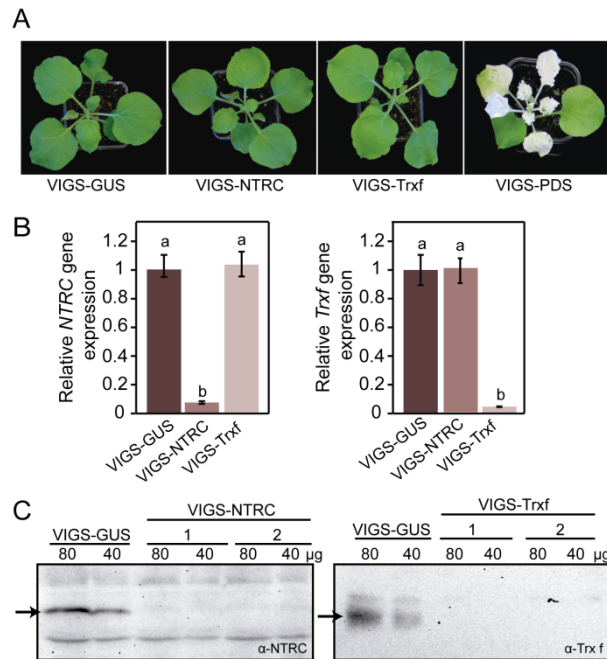 A
VIGS-GUS VIGS-NTRC VIGS-Trxf VIGS-PDS
B
Relative NTRC gene
expression
1.2
1
0.8
0.6
0.4
0.2
0
a
b
a
VIGS-GUS
VIGS-NTRC
VIGS-Trxf
Relative Trxf gene
expression
1.2
1
0.8
0.6
0.4
0.2
0
a
a
b
VIGS-GUS
VIGS-NTRC
VIGS-Trxf
C
VIGS-NTRC
VIGS-GUS 1 2
80 40 80 40 80 40 μg
α-NTRC
VIGS-Trxf
VIGS-GUS 1 2
80 40 80 40 80 40 μg
α-Trx f